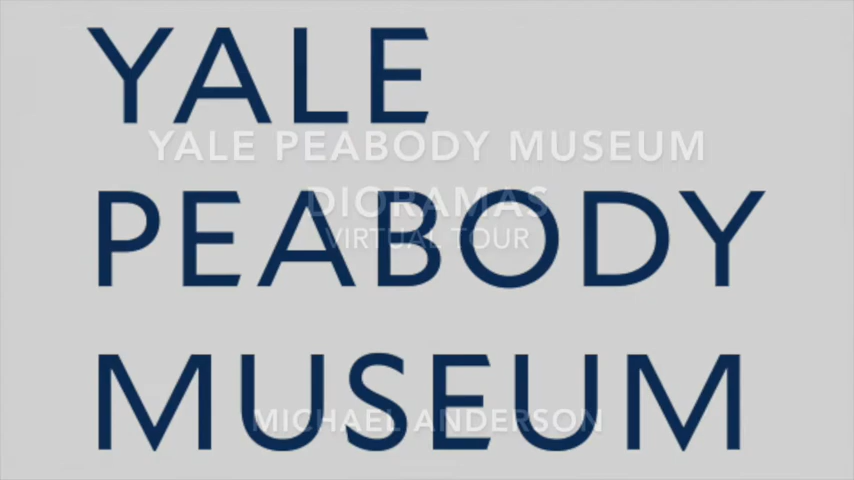 YALE
YALE PEABODY MUSEUM
DIORAMAS
PEABODY
VIRTUAL TOUR
MUSEUM
MICHAEL ANDERSON